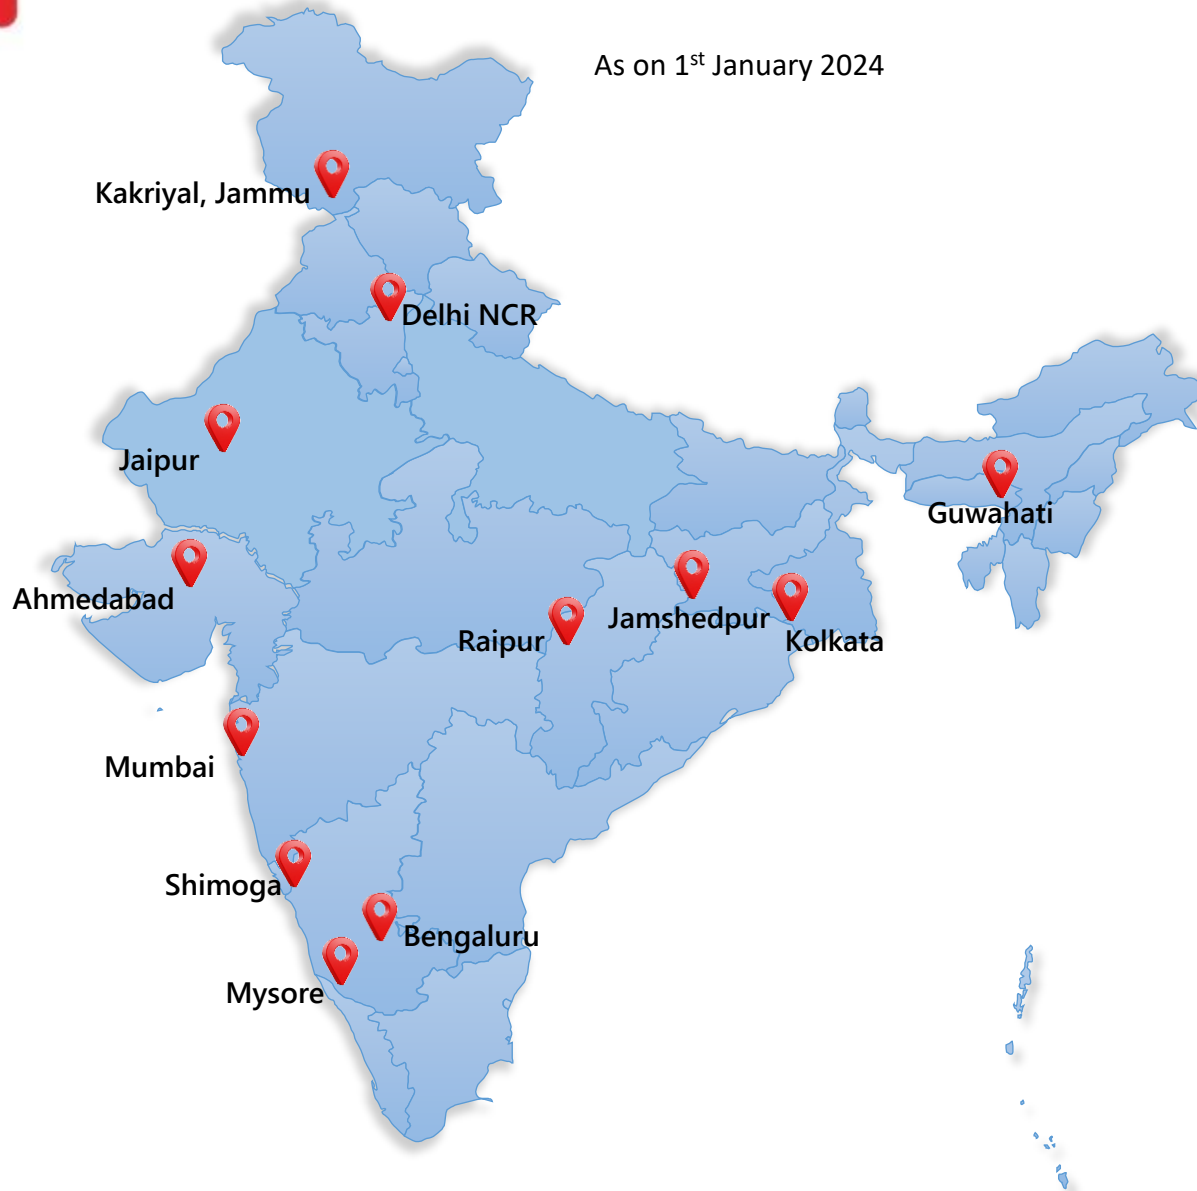 As on 1st January 2024
Kakriyal, Jammu
Delhi NCR
Jaipur
Guwahati
Ahmedabad
Jamshedpur
Raipur
Kolkata
Mumbai
Shimoga
Bengaluru
Mysore